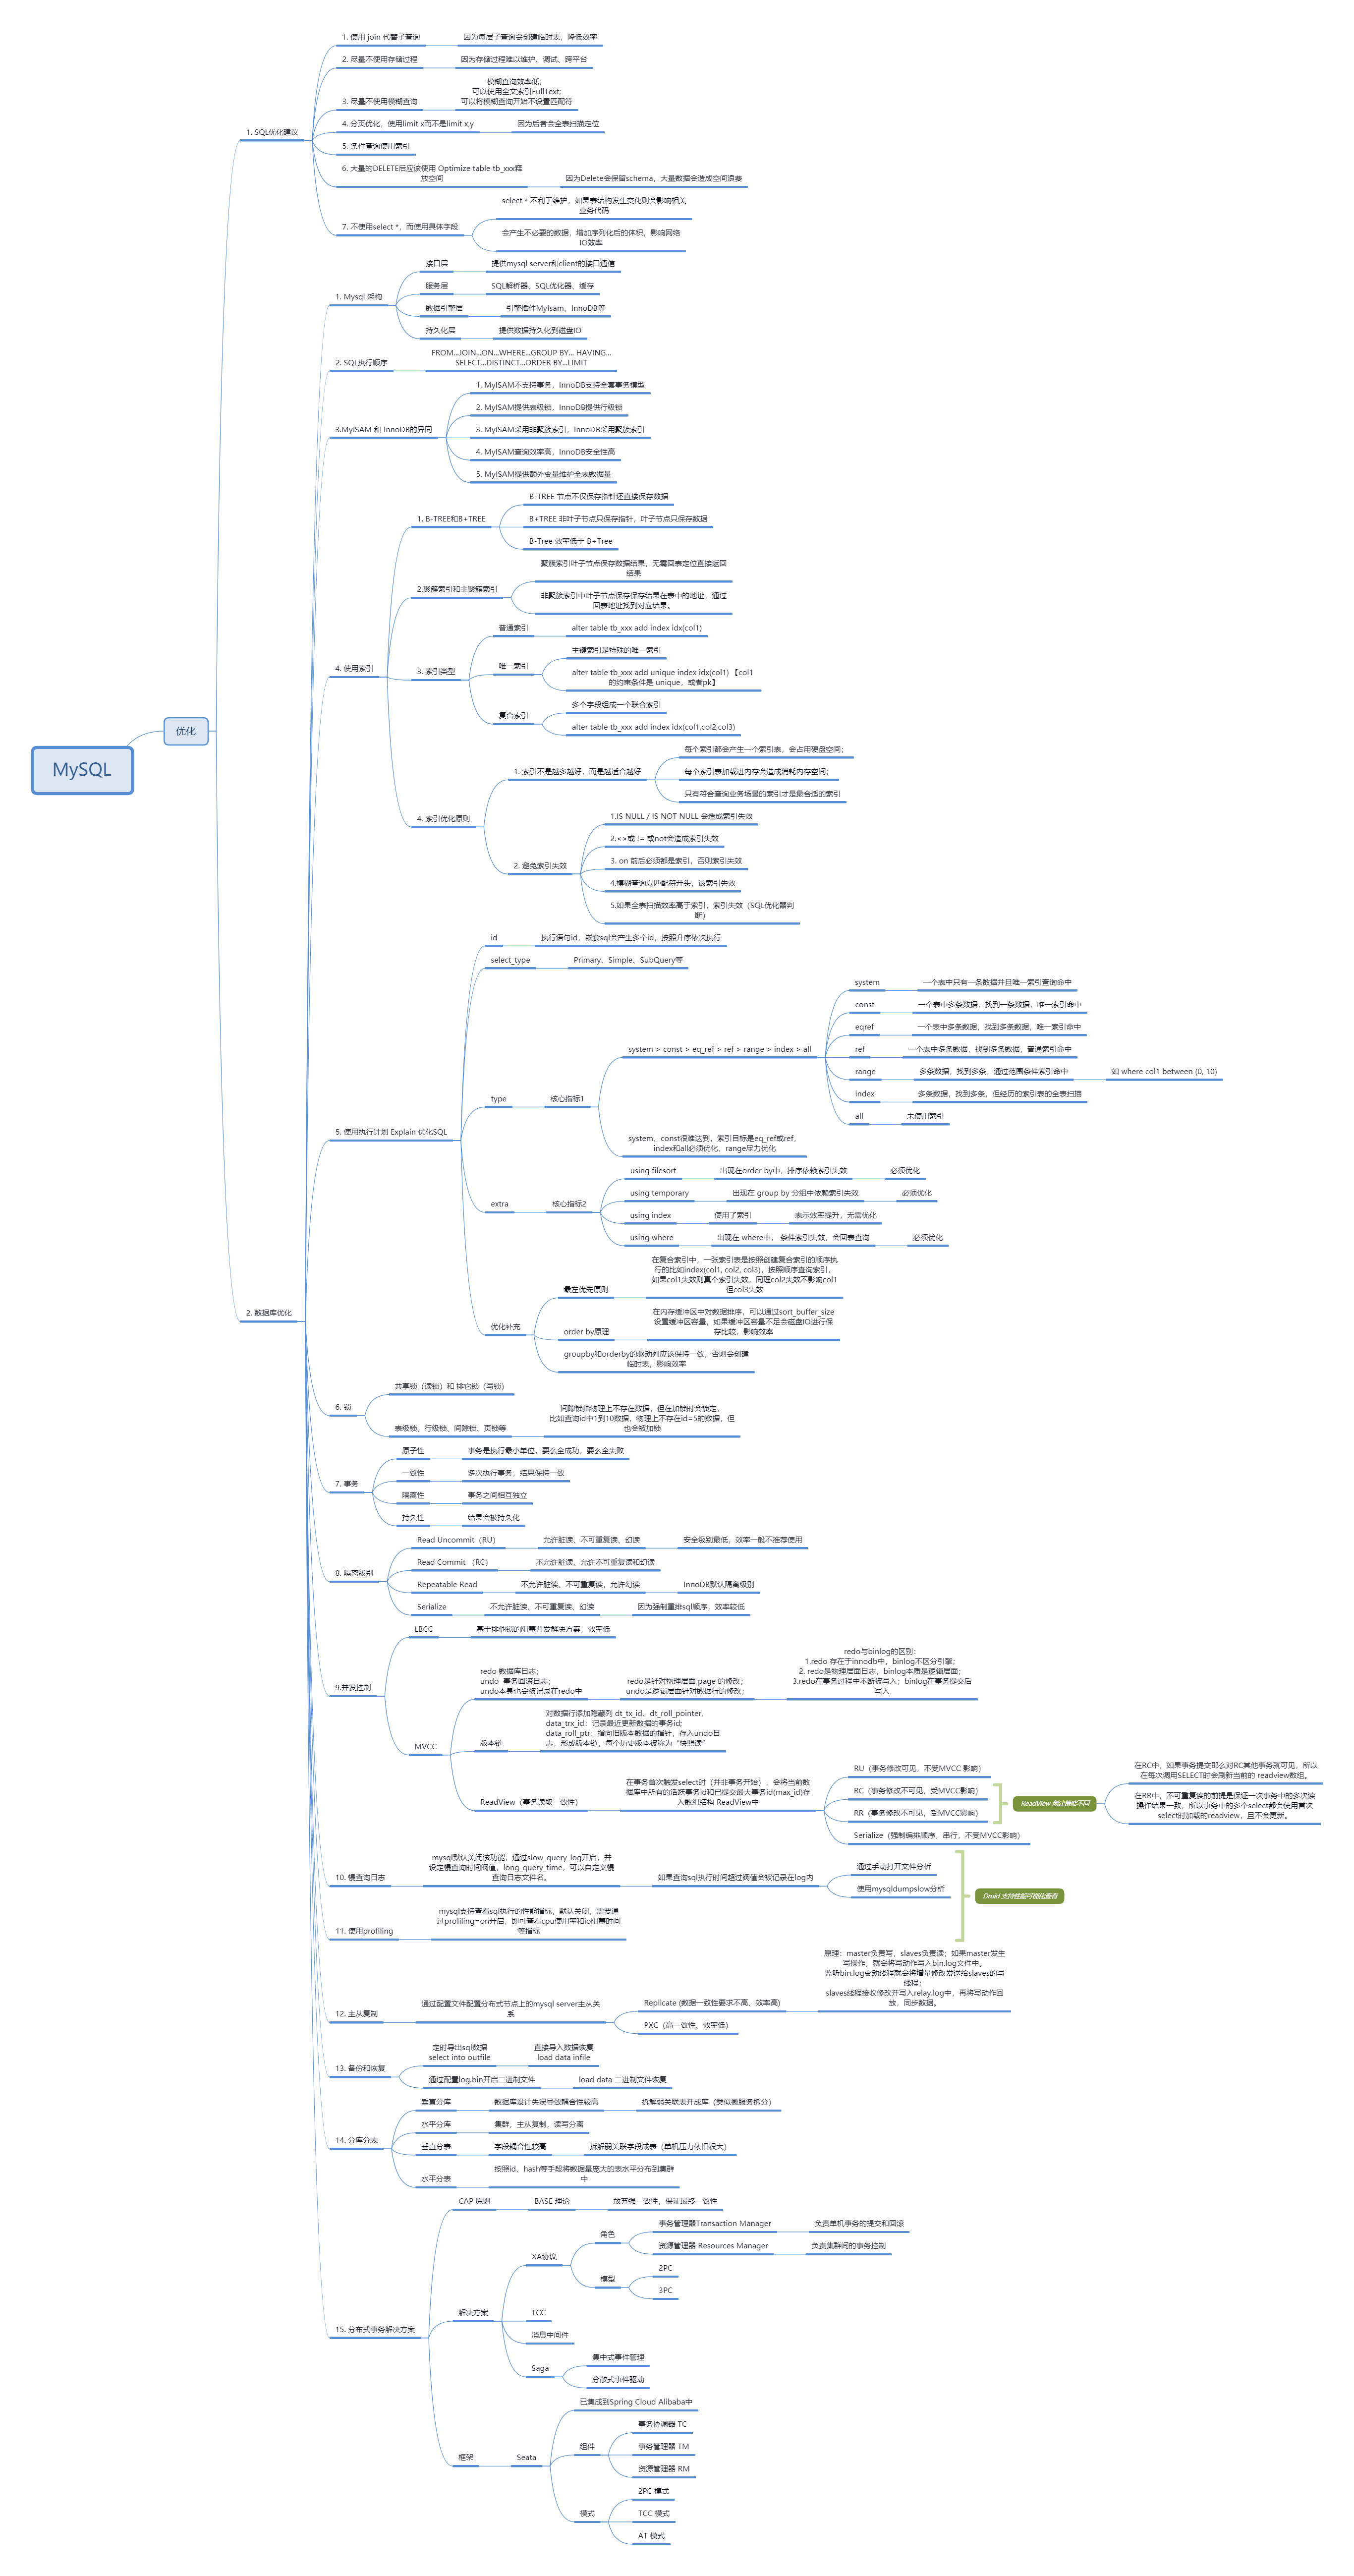 MySQL
优化
1. SQL优化建议
1. 使用 join 代替子查询
因为每层子查询会创建临时表，降低效率
2. 尽量不使用存储过程
因为存储过程难以维护、调试、跨平台
3. 尽量不使用模糊查询
模糊查询效率低；
可以使用全文索引FullText;
可以将模糊查询开始不设置匹配符
4. 分页优化，使用limit x而不是limit x,y
因为后者会全表扫描定位
5. 条件查询使用索引
6. 大量的DELETE后应该使用 Optimize table tb_xxx释
放空间
因为Delete会保留schema，大量数据会造成空间浪费
7. 不使用select *，而使用具体字段
select * 不利于维护，如果表结构发生变化则会影响相关
业务代码
会产生不必要的数据，增加序列化后的体积，影响网络
IO效率
2. 数据库优化
1. Mysql 架构
接口层
提供mysql server和client的接口通信
服务层
SQL解析器、SQL优化器、缓存
数据引擎层
引擎插件MyIsam、InnoDB等
持久化层
提供数据持久化到磁盘IO
2. SQL执行顺序
FROM...JOIN...ON...WHERE...GROUP BY... HAVING...
SELECT...DISTINCT...ORDER BY...LIMIT
3.MyISAM 和 InnoDB的异同
1. MyISAM不支持事务，InnoDB支持全套事务模型
2. MyISAM提供表级锁，InnoDB提供行级锁
3. MyISAM采用非聚簇索引，InnoDB采用聚簇索引
4. MyISAM查询效率高，InnoDB安全性高
5. MyISAM提供额外变量维护全表数据量
4. 使用索引
1. B-TREE和B+TREE
B-TREE 节点不仅保存指针还直接保存数据
B+TREE 非叶子节点只保存指针，叶子节点只保存数据
B-Tree 效率低于 B+Tree
2.聚簇索引和非聚簇索引
聚簇索引叶子节点保存数据结果，无需回表定位直接返回
结果
非聚簇索引中叶子节点保存保存结果在表中的地址，通过
回表地址找到对应结果。
3. 索引类型
普通索引
alter table tb_xxx add index idx(col1)
唯一索引
主键索引是特殊的唯一索引
alter table tb_xxx add unique index idx(col1) 【col1
的约束条件是 unique，或者pk】
复合索引
多个字段组成一个联合索引
alter table tb_xxx add index idx(col1,col2,col3)
4. 索引优化原则
1. 索引不是越多越好，而是越适合越好
每个索引都会产生一个索引表，会占用硬盘空间；
每个索引表加载进内存会造成消耗内存空间；
只有符合查询业务场景的索引才是最合适的索引
2. 避免索引失效
1.IS NULL / IS NOT NULL 会造成索引失效
2.<>或 != 或not会造成索引失效
3. on 前后必须都是索引，否则索引失效
4.模糊查询以匹配符开头，该索引失效
5.如果全表扫描效率高于索引，索引失效（SQL优化器判
断）
5. 使用执行计划 Explain 优化SQL
id
执行语句id，嵌套sql会产生多个id，按照升序依次执行
select_type
Primary、Simple、SubQuery等
type
核心指标1
system > const > eq_ref > ref > range > index > all
system
一个表中只有一条数据并且唯一索引查询命中
const
一个表中多条数据，找到一条数据，唯一索引命中
eqref
一个表中多条数据，找到多条数据，唯一索引命中
ref
一个表中多条数据，找到多条数据，普通索引命中
range
多条数据，找到多条，通过范围条件索引命中
如 where col1 between (0, 10)
index
多条数据，找到多条，但经历的索引表的全表扫描
all
未使用索引
system、const很难达到，索引目标是eq_ref或ref，
index和all必须优化、range尽力优化
extra
核心指标2
using filesort
出现在order by中，排序依赖索引失效
必须优化
using temporary
出现在 group by 分组中依赖索引失效
必须优化
using index
使用了索引
表示效率提升，无需优化
using where
出现在 where中， 条件索引失效，会回表查询
必须优化
优化补充
最左优先原则
在复合索引中，一张索引表是按照创建复合索引的顺序执
行的比如index(col1, col2, col3)，按照顺序查询索引，
如果col1失效则真个索引失效，同理col2失效不影响col1
但col3失效
order by原理
在内存缓冲区中对数据排序，可以通过sort_buffer_size
设置缓冲区容量，如果缓冲区容量不足会磁盘IO进行保
存比较，影响效率
groupby和orderby的驱动列应该保持一致，否则会创建
临时表，影响效率
6. 锁
共享锁（读锁）和 排它锁（写锁）
表级锁、行级锁、间隙锁、页锁等
间隙锁指物理上不存在数据，但在加锁时会锁定，
比如查询id中1到10数据，物理上不存在id=5的数据，但
也会被加锁
7. 事务
原子性
事务是执行最小单位，要么全成功，要么全失败
一致性
多次执行事务，结果保持一致
隔离性
事务之间相互独立
持久性
结果会被持久化
8. 隔离级别
Read Uncommit（RU）
允许脏读、不可重复读、幻读
安全级别最低，效率一般不推荐使用
Read Commit （RC）
不允许脏读、允许不可重复读和幻读
Repeatable Read
不允许脏读、不可重复读，允许幻读
InnoDB默认隔离级别
Serialize
不允许脏读、不可重复读、幻读
因为强制重排sql顺序，效率较低
9.并发控制
LBCC
基于排他锁的阻塞并发解决方案，效率低
MVCC
redo 数据库日志；
undo 事务回滚日志；
undo本身也会被记录在redo中
redo是针对物理层面 page 的修改；
undo是逻辑层面针对数据行的修改；
redo与binlog的区别：
1.redo 存在于innodb中，binlog不区分引擎；
2. redo是物理层面日志，binlog本质是逻辑层面；
3.redo在事务过程中不断被写入；binlog在事务提交后
写入
版本链
对数据行添加隐藏列 dt_tx_id、dt_roll_pointer,
data_trx_id：记录最近更新数据的事务id;
data_roll_ptr：指向旧版本数据的指针，存入undo日
志，形成版本链，每个历史版本被称为“快照读”
ReadView（事务读取一致性）
在事务首次触发select时（并非事务开始），会将当前数
据库中所有的活跃事务id和已提交最大事务id(max_id)存
入数组结构 ReadView中
RU（事务修改可见，不受MVCC 影响）
RC（事务修改不可见，受MVCC影响）
RR（事务修改不可见，受MVCC影响）
Serialize（强制编排顺序，串行，不受MVCC影响）
ReadView 创建策略不同
在RC中，如果事务提交那么对RC其他事务就可见，所以
在每次调用SELECT时会刷新当前的 readview数组。
在RR中，不可重复读的前提是保证一次事务中的多次读
操作结果一致，所以事务中的多个select都会使用首次
select时加载的readview，且不会更新。
10. 慢查询日志
mysql默认关闭该功能，通过slow_query_log开启，并
设定慢查询时间阀值，long_query_time，可以自定义慢
查询日志文件名。
如果查询sql执行时间超过阀值会被记录在log内
通过手动打开文件分析
使用mysqldumpslow分析
Druid 支持性能可视化查看
11. 使用profiling
mysql支持查看sql执行的性能指标，默认关闭，需要通
过profiling=on开启，即可查看cpu使用率和io阻塞时间
等指标
12. 主从复制
通过配置文件配置分布式节点上的mysql server主从关
系
Replicate (数据一致性要求不高、效率高)
原理：master负责写，slaves负责读；如果master发生
写操作，就会将写动作写入bin.log文件中。
监听bin.log变动线程就会将增量修改发送给slaves的写
线程；
slaves线程接收修改并写入relay.log中，再将写动作回
放，同步数据。
PXC（高一致性、效率低）
13. 备份和恢复
定时导出sql数据
select into outfile
直接导入数据恢复
load data infile
通过配置log.bin开启二进制文件
load data 二进制文件恢复
14. 分库分表
垂直分库
数据库设计失误导致耦合性较高
拆解弱关联表并成库（类似微服务拆分）
水平分库
集群，主从复制，读写分离
垂直分表
字段耦合性较高
拆解弱关联字段成表（单机压力依旧很大）
水平分表
按照id、hash等手段将数据量庞大的表水平分布到集群
中
15. 分布式事务解决方案
CAP 原则
BASE 理论
放弃强一致性，保证最终一致性
解决方案
XA协议
角色
事务管理器Transaction Manager
负责单机事务的提交和回滚
资源管理器 Resources Manager
负责集群间的事务控制
模型
2PC
3PC
TCC
消息中间件
Saga
集中式事件管理
分散式事件驱动
框架
Seata
已集成到Spring Cloud Alibaba中
组件
事务协调器 TC
事务管理器 TM
资源管理器 RM
模式
2PC 模式
TCC 模式
AT 模式